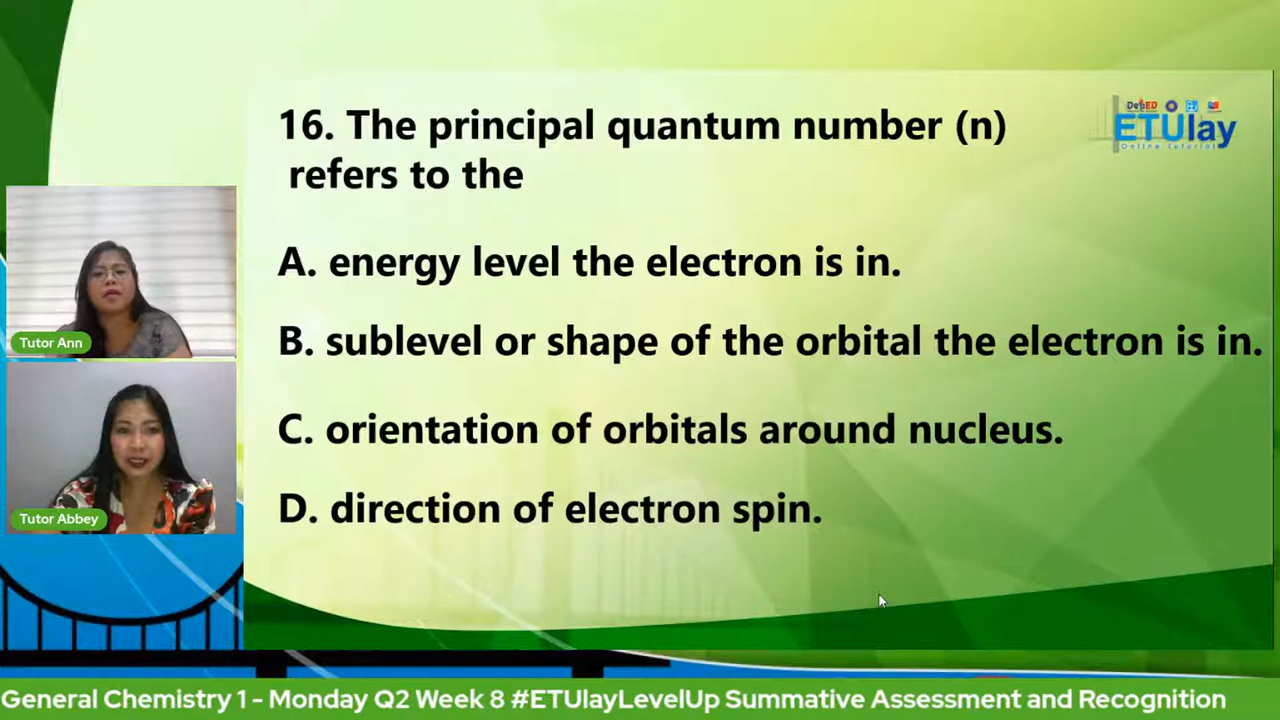 16. The principal quantum number (n)
refers to the
A. energy level the electron is in.
B. sublevel or shape of the orbital the electron is in.
C. orientation of orbitals around nucleus.
D. direction of electron spin.
DepED
ETUlay
Online Tutorial
Tutor Ann
Tutor Abbey
General Chemistry 1 - Monday Q2 Week 8 #ETUlayLevelUp Summative Assessment and Recognition